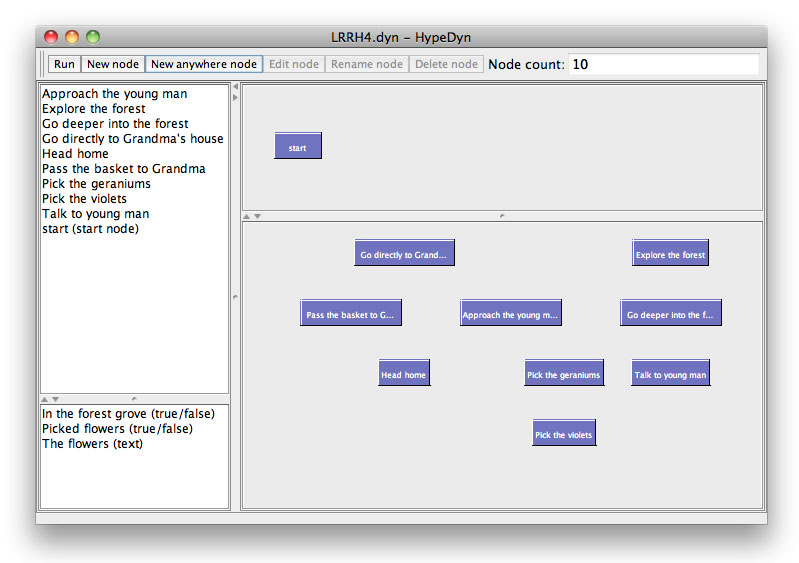 LRRH4.dyn – HypeDyn
Run New node New anywhere node Edit node Rename node Delete node Node count: 10
Approach the young man
Explore the forest
Go deeper into the forest
Go directly to Grandma's house
Head home
Pass the basket to Grandma
Pick the geraniums
Pick the violets
Talk to young man
start (start node)
In the forest grove (true/false)
Picked flowers (true/false)
The flowers (text)
start
Go directly to Grand... Explore the forest
Pass the basket to G... Approach the young m... Go deeper into the f...
Head home Pick the geraniums Talk to young man
Pick the violets